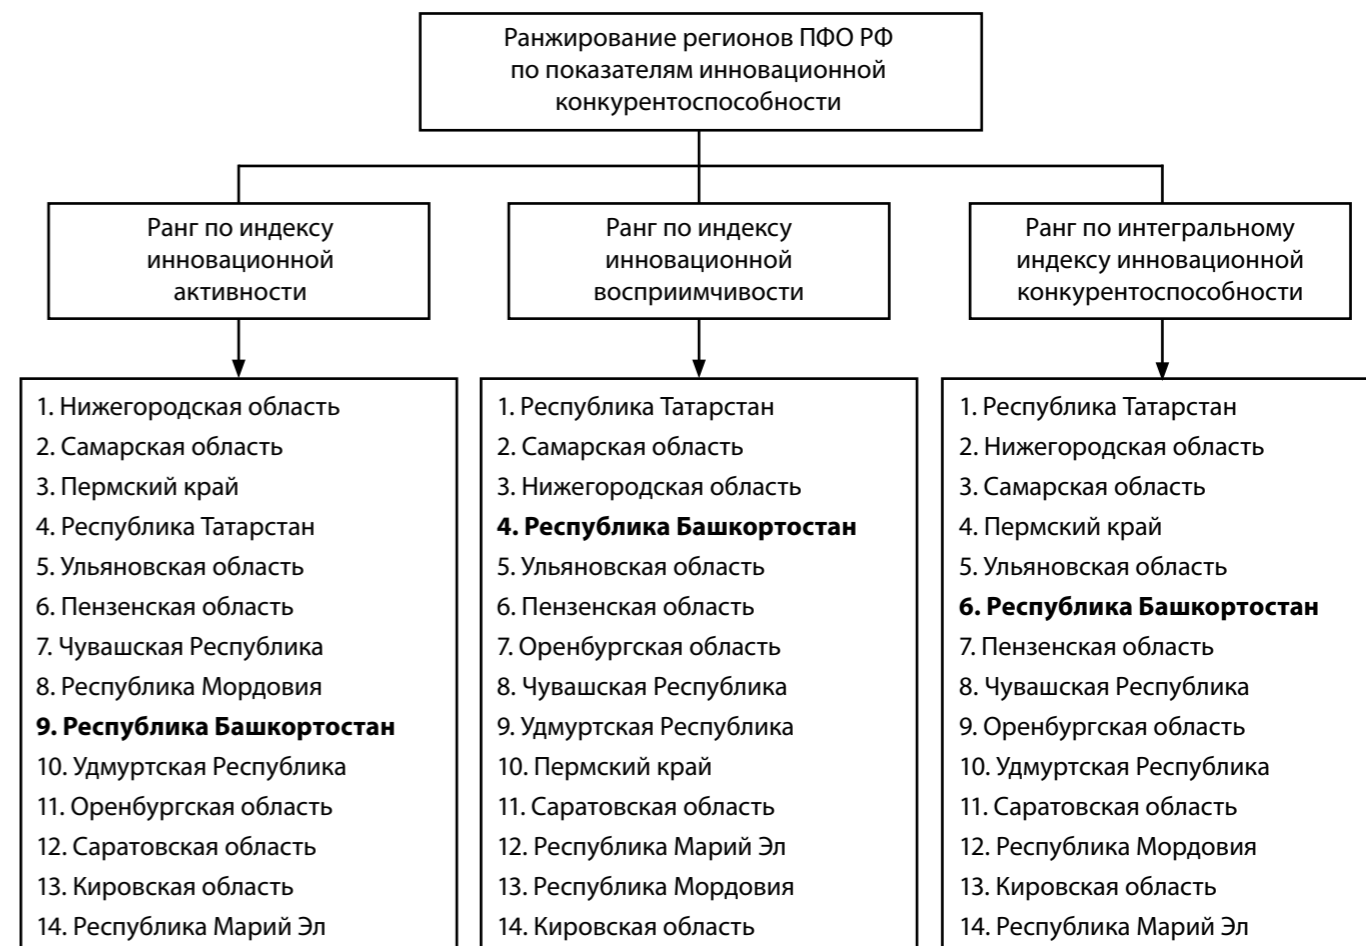 Ранжирование регионов ПФО РФ
по показателям инновационной
конкурентоспособности
Ранг по индексу
инновационной
активности
Ранг по индексу
инновационной
восприимчивости
Ранг по интегральному
индексу инновационной
конкурентоспособности
1. Нижегородская область
2. Самарская область
3. Пермский край
4. Республика Татарстан
5. Ульяновская область
6. Пензенская область
7. Чувашская Республика
8. Республика Мордовия
9. Республика Башкортостан
10. Удмуртская Республика
11. Оренбургская область
12. Саратовская область
13. Кировская область
14. Республика Марий Эл
1. Республика Татарстан
2. Самарская область
3. Нижегородская область
4. Республика Башкортостан
5. Ульяновская область
6. Пензенская область
7. Оренбургская область
8. Чувашская Республика
9. Удмуртская Республика
10. Пермский край
11. Саратовская область
12. Республика Марий Эл
13. Республика Мордовия
14. Кировская область
1. Республика Татарстан
2. Нижегородская область
3. Самарская область
4. Пермский край
5. Ульяновская область
6. Республика Башкортостан
7. Пензенская область
8. Чувашская Республика
9. Оренбургская область
10. Удмуртская Республика
11. Саратовская область
12. Республика Мордовия
13. Кировская область
14. Республика Марий Эл